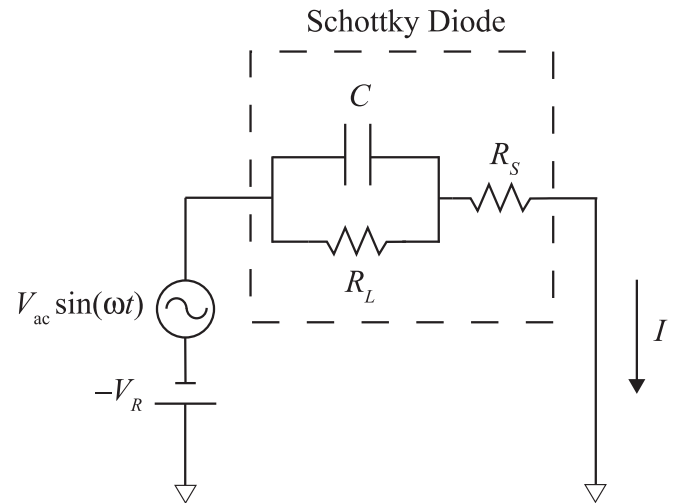 Schottky Diode
C
R_S
R_L
V_ac sin(ωt)
I
−V_R